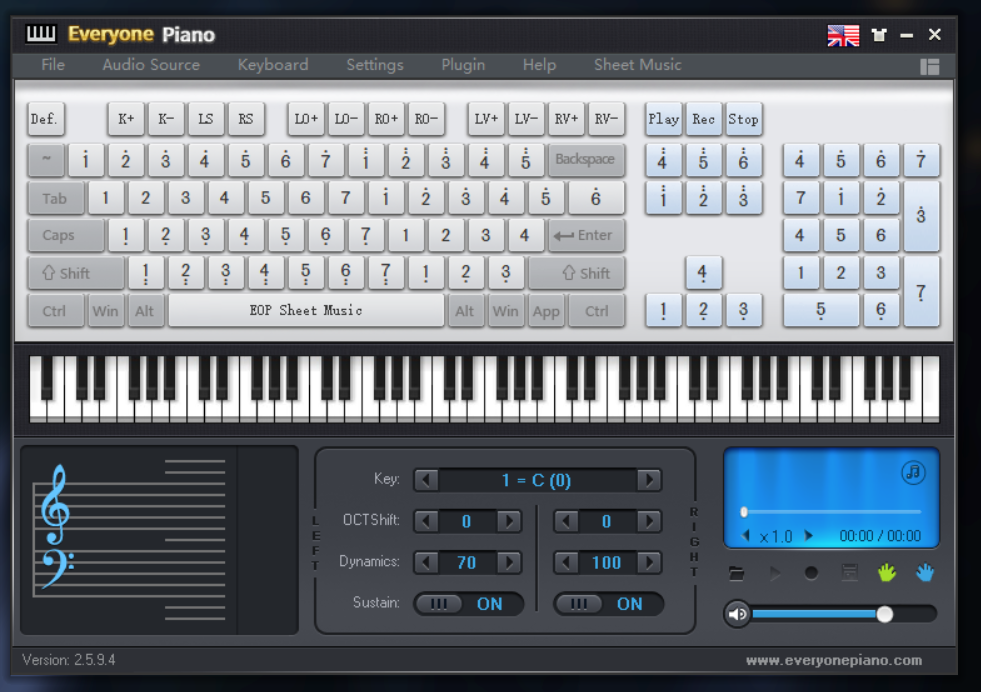 Everyone Piano
File Audio Source Keyboard Settings Plugin Help Sheet Music
Def. K+ K- LS RS LO+ LO- RO+ RO- LV+ LV- RV+ RV- Play Rec Stop
~ 1 2 3 4 5 6 7 1 2 3 4 5 Backspace 4 5 6 4 5 6 7
Tab 1 2 3 4 5 6 7 1 2 3 4 5 6 1 2 3 7 1 2 3
Caps 1 2 3 4 5 6 7 1 2 3 4 Enter 4 5 6
Shift 1 2 3 4 5 6 7 1 2 3 Shift 4 1 2 3 7
Ctrl Win Alt EOP Sheet Music Alt Win App Ctrl 1 2 3 5 6
LEFT
Key: 1 = C (0)
OCTShift: 0 0
Dynamics: 70 100
Sustain: ON ON
RIGHT
×1.0 00:00 / 00:00
Version: 2.5.9.4
www.everyonepiano.com